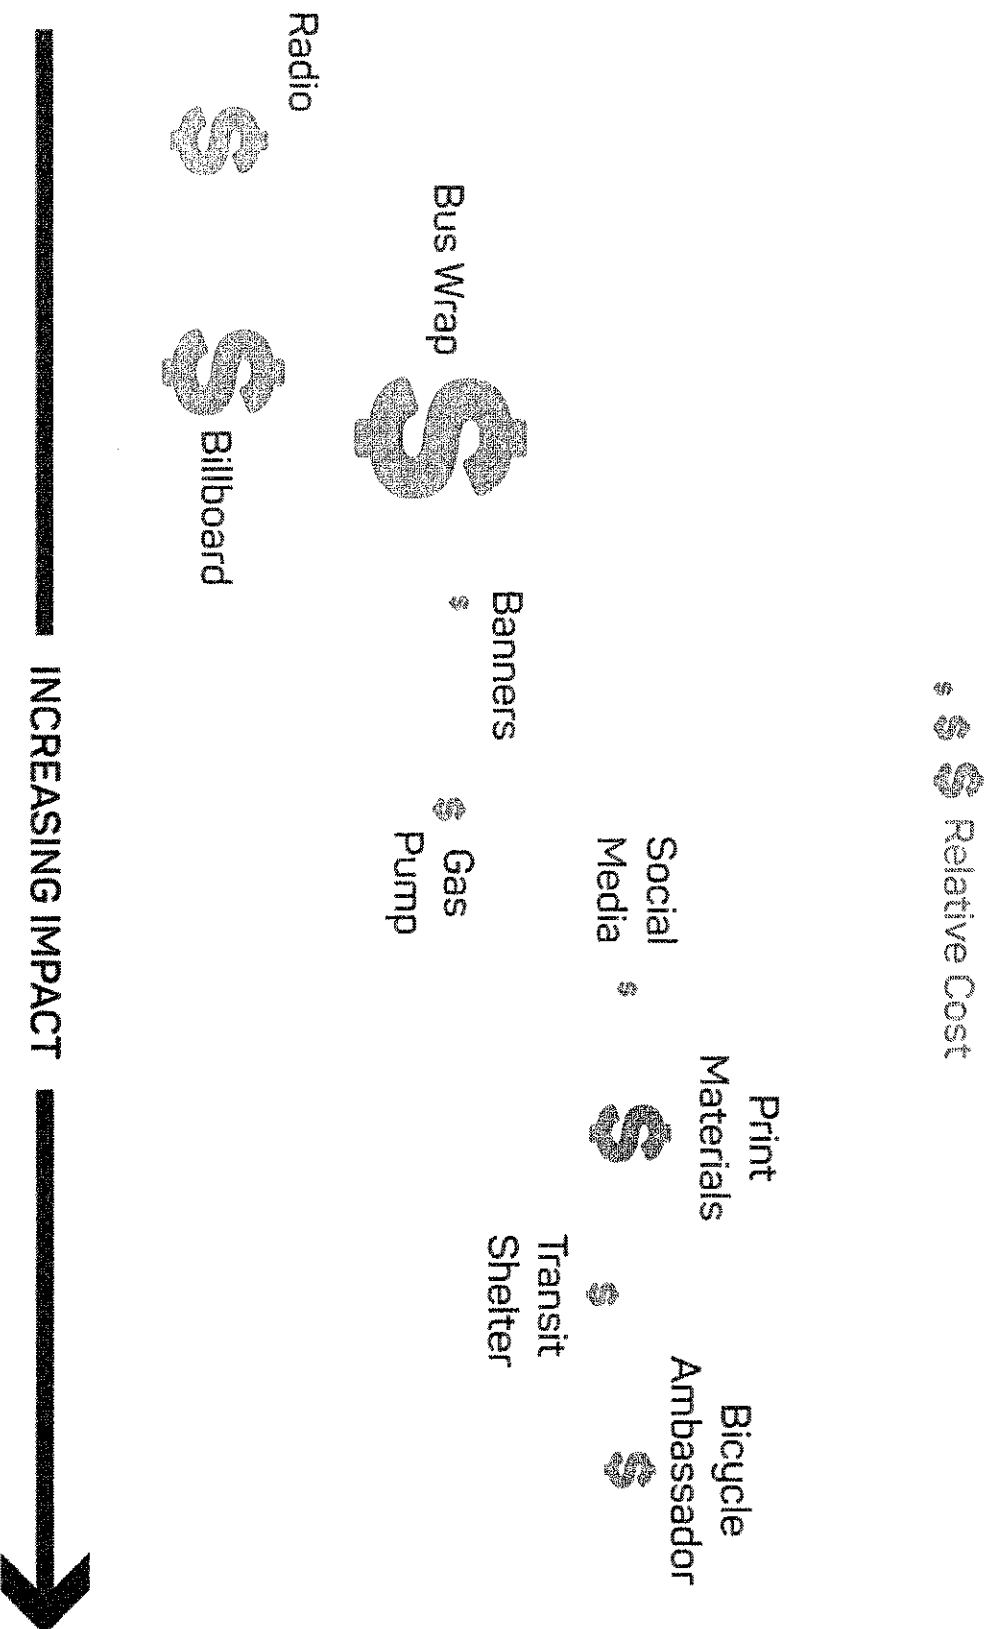 $ $ $ Relative Cost
Print
Materials
Bicycle
Ambassador
Social
Media
$
$
$
Transit
Shelter
$
Banners
$
Bus Wrap
$
$
Gas
Pump
Radio
$
$
Billboard
INCREASING IMPACT